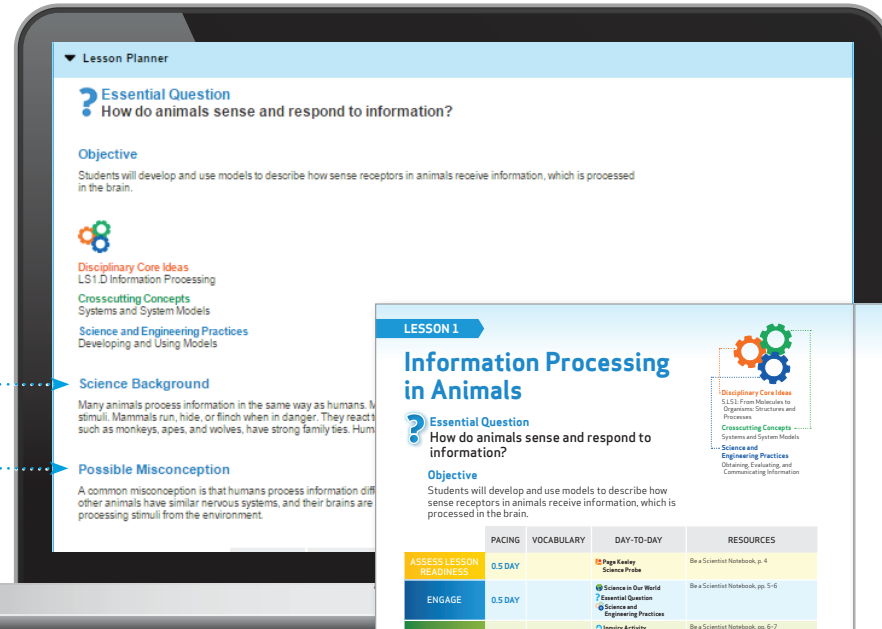 Lesson Planner
?
Essential Question
How do animals sense and respond to information?
Objective
Students will develop and use models to describe how sense receptors in animals receive information, which is processed
in the brain.
Disciplinary Core Ideas
LS1.D Information Processing
Crosscutting Concepts
Systems and System Models
Science and Engineering Practices
Developing and Using Models
Science Background
Many animals process information in the same way as humans.
stimuli. Mammals run, hide, or flinch when in danger. They react
such as monkeys, apes, and wolves, have strong family ties.
Possible Misconception
A common misconception is that humans process information
other animals have similar nervous systems, and their brains are
processing stimuli from the environment.
LESSON 1
Information Processing
in Animals
?
Essential Question
How do animals sense and respond to
information?
Objective
Students will develop and use models to describe how
sense receptors in animals receive information, which is
processed in the brain.
Disciplinary Core Ideas
5.LS1: From Molecules to
Organisms: Structures and
Processes
Crosscutting Concepts
Systems and System Models
Science and
Engineering Practices
Obtaining, Evaluating, and
Communicating Information
PACING VOCABULARY DAY-TO-DAY RESOURCES
ASSESS LESSON
READINESS
0.5 DAY
Page Keeley
Science Probe
Be a Scientist Notebook, p. 4
ENGAGE
0.5 DAY
Science in Our World
? Essential Question
Science and
Engineering Practices
Be a Scientist Notebook, pp. 5-6
Inquiry Activity
Be a Scientist Notebook, pp. 6-7